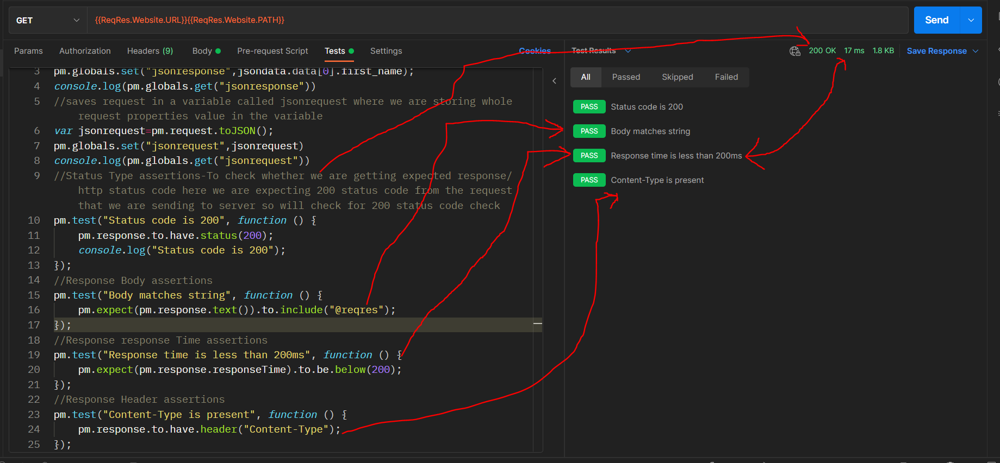 GET
{{ReqRes.Website.URL}}{{ReqRes.Website.PATH}}
Send
Params Authorization Headers (9) Body Pre-request Script Tests Settings Cookies
Test Results 200 OK 17 ms 1.8 KB Save Response
All Passed Skipped Failed
3 pm.globals.set("jsonresponse",jsondata.data[0].first_name);
4 console.log(pm.globals.get("jsonresponse"))
5 //saves request in a variable called jsonrequest where we are storing whole
request properties value in the variable
6 var jsonrequest=pm.request.toJSON();
7 pm.globals.set("jsonrequest",jsonrequest)
8 console.log(pm.globals.get("jsonrequest"))
9 //Status Type assertions-To check whether we are getting expected response/
http status code here we are expecting 200 status code from the request
that we are sending to server so will check for 200 status code check
10 pm.test("Status code is 200", function () {
11 pm.response.to.have.status(200);
12 console.log("Status code is 200");
13 });
14 //Response Body assertions
15 pm.test("Body matches string", function () {
16 pm.expect(pm.response.text()).to.include("@reqres");
17 });
18 //Response response Time assertions
19 pm.test("Response time is less than 200ms", function () {
20 pm.expect(pm.response.responseTime).to.be.below(200);
21 });
22 //Response Header assertions
23 pm.test("Content-Type is present", function () {
24 pm.response.to.have.header("Content-Type");
25 });
PASS Status code is 200
PASS Body matches string
PASS Response time is less than 200ms
PASS Content-Type is present